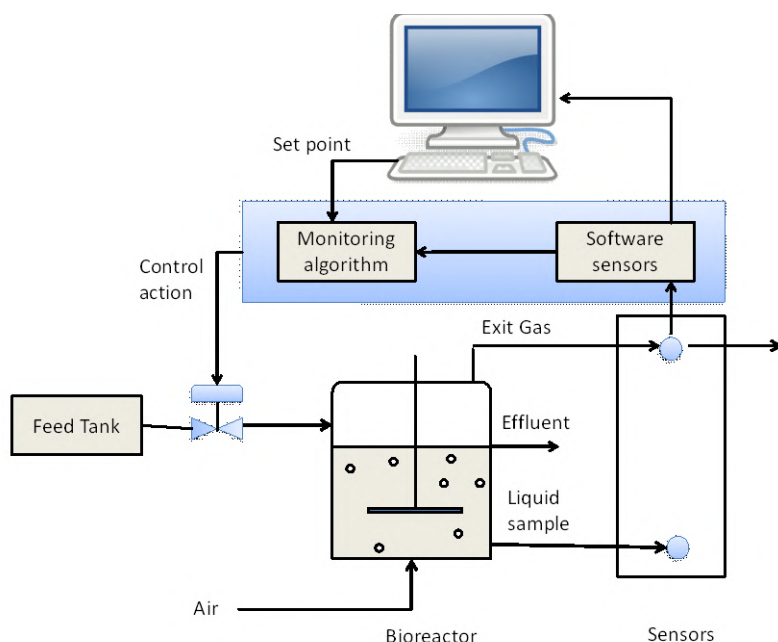 Set point
Monitoring
algorithm
Software
sensors
Control
action
Exit Gas
Feed Tank
Effluent
Liquid
sample
Air
Bioreactor
Sensors